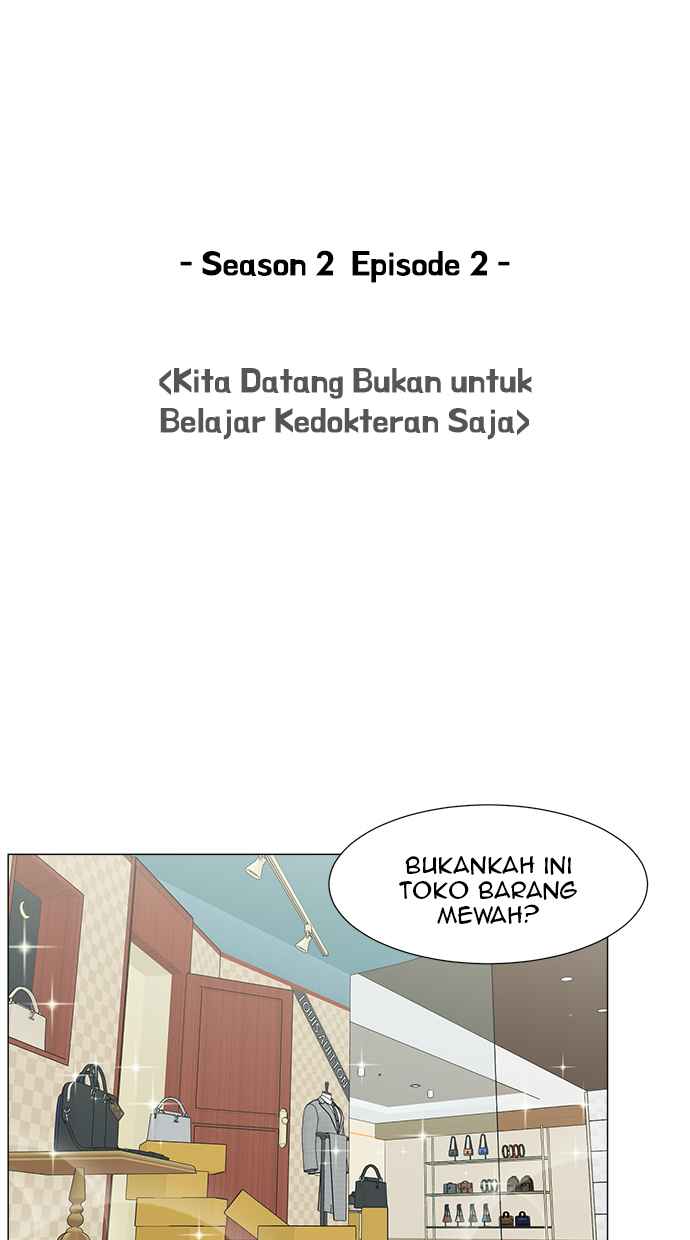 - Season 2 Episode 2 -
<Kita Datang Bukan untuk
Belajar Kedokteran Saja>
BUKANKAH INI
TOKO BARANG
MEWAH?